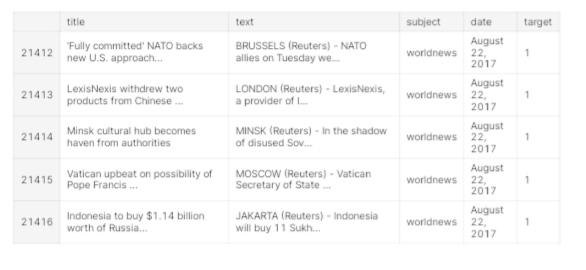 title text subject date target
'Fully committed' NATO backs BRUSSELS (Reuters) - NATO August
21412 new U.S. approach... allies on Tuesday we... worldnews 22, 1
2017
LexisNexis withdrew two LONDON (Reuters) - LexisNexis, August
21413 products from Chinese ... a provider of l... worldnews 22, 1
2017
Minsk cultural hub becomes MINSK (Reuters) - In the shadow August
21414 haven from authorities of disused Sov... worldnews 22, 1
2017
Vatican upbeat on possibility of MOSCOW (Reuters) - Vatican August
21415 Pope Francis ... Secretary of State ... worldnews 22, 1
2017
Indonesia to buy $1.14 billion JAKARTA (Reuters) - Indonesia August
21416 worth of Russia... will buy 11 Sukh... worldnews 22, 1
2017